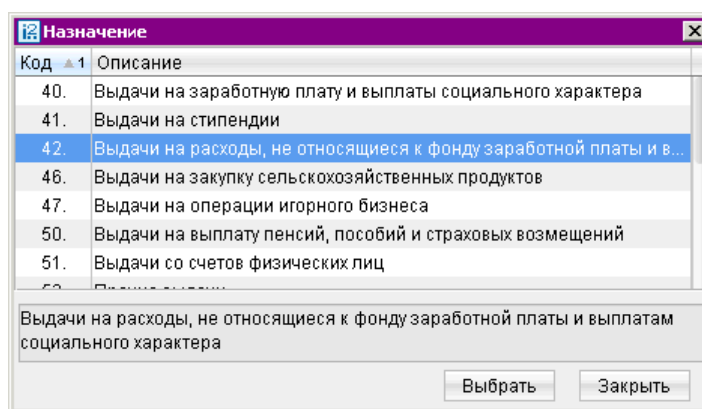 Назначение
Код 1 Описание
40. Выдачи на заработную плату и выплаты социального характера
41. Выдачи на стипендии
42. Выдачи на расходы, не относящиеся к фонду заработной платы и в...
46. Выдачи на закупку сельскохозяйственных продуктов
47. Выдачи на операции игорного бизнеса
50. Выдачи на выплату пенсий, пособий и страховых возмещений
51. Выдачи со счетов физических лиц
Выдачи на расходы, не относящиеся к фонду заработной платы и выплатам
социального характера
Выбрать Закрыть